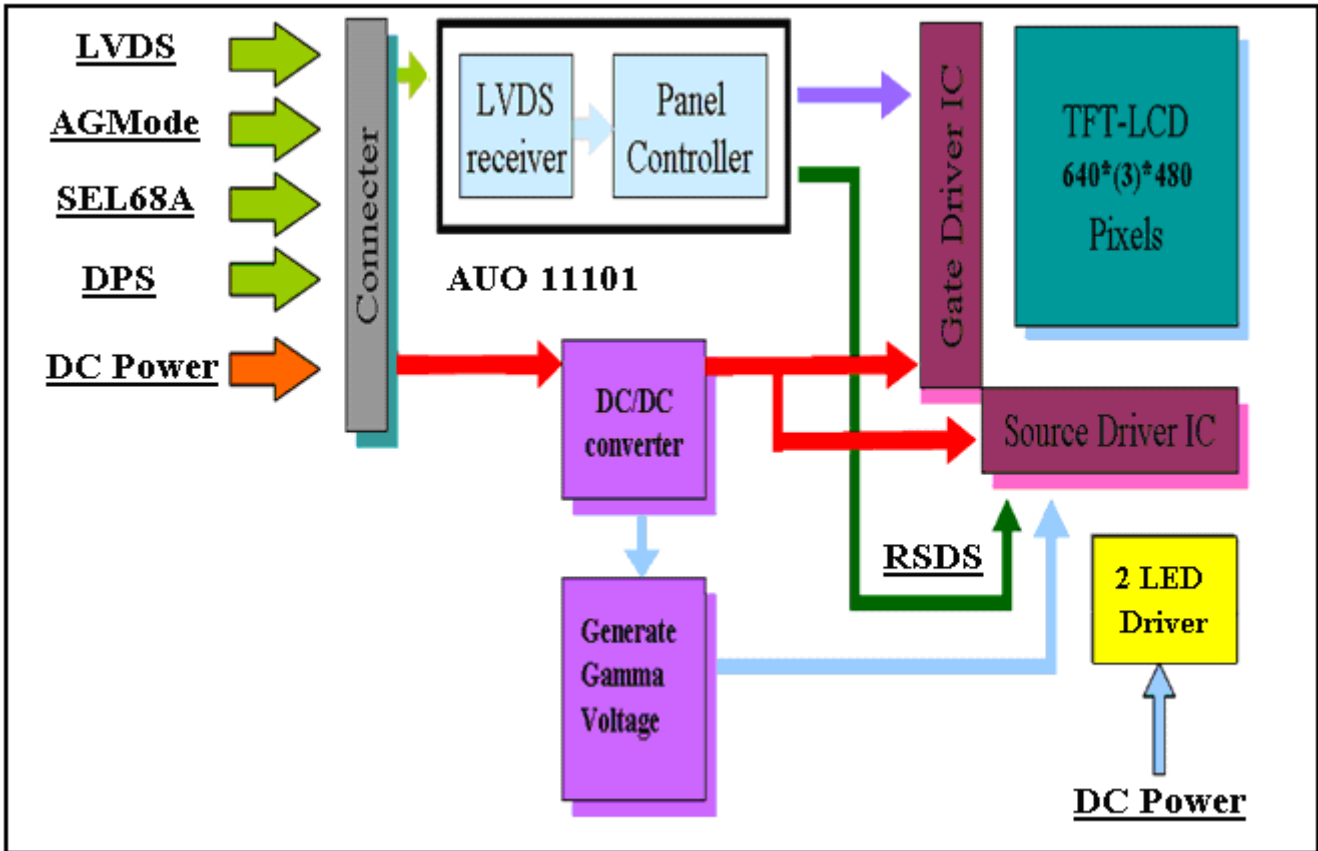 LVDS
AGMode
SEL68A
DPS
DC Power
Connecter
LVDS
receiver
Panel
Controller
AUO 11101
DC/DC
converter
Generate
Gamma
Voltage
Gate Driver IC
TFT-LCD
640*(3)*480
Pixels
Source Driver IC
RSDS
2 LED
Driver
DC Power